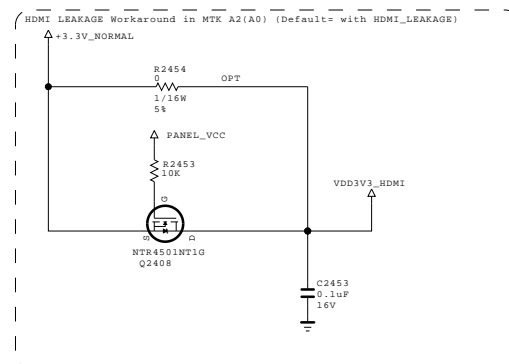 HDMI LEAKAGE Workaround in MTK A2(A0) (Default= with HDMI_LEAKAGE)
+3.3V_NORMAL
R2454
0
OPT
1/16W
5%
PANEL_VCC
R2453
10K
VDD3V3_HDMI
G
S
D
NTR4501NT1G
Q2408
C2453
0.1uF
16V